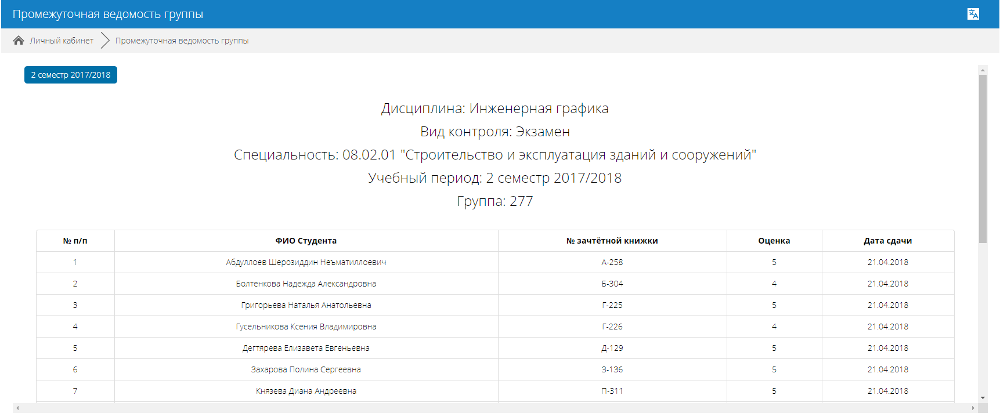 Промежуточная ведомость группы
Личный кабинет Промежуточная ведомость группы
2 семестр 2017/2018
Дисциплина: Инженерная графика
Вид контроля: Экзамен
Специальность: 08.02.01 "Строительство и эксплуатация зданий и сооружений"
Учебный период: 2 семестр 2017/2018
Группа: 277
№ п/п ФИО Студента № зачтётной книжки Оценка Дата сдачи
1 Абдуллоев Шерозиддин Неъматиллоевич А-258 5 21.04.2018
2 Болтенкова Надежда Александровна Б-304 4 21.04.2018
3 Григорьева Наталья Анатольевна Г-225 5 21.04.2018
4 Гусельникова Ксения Владимировна Г-226 4 21.04.2018
5 Дегтярева Елизавета Евгеньевна Д-129 5 21.04.2018
6 Захарова Полина Сергеевна З-136 5 21.04.2018
7 Князева Диана Андреевна П-311 5 21.04.2018